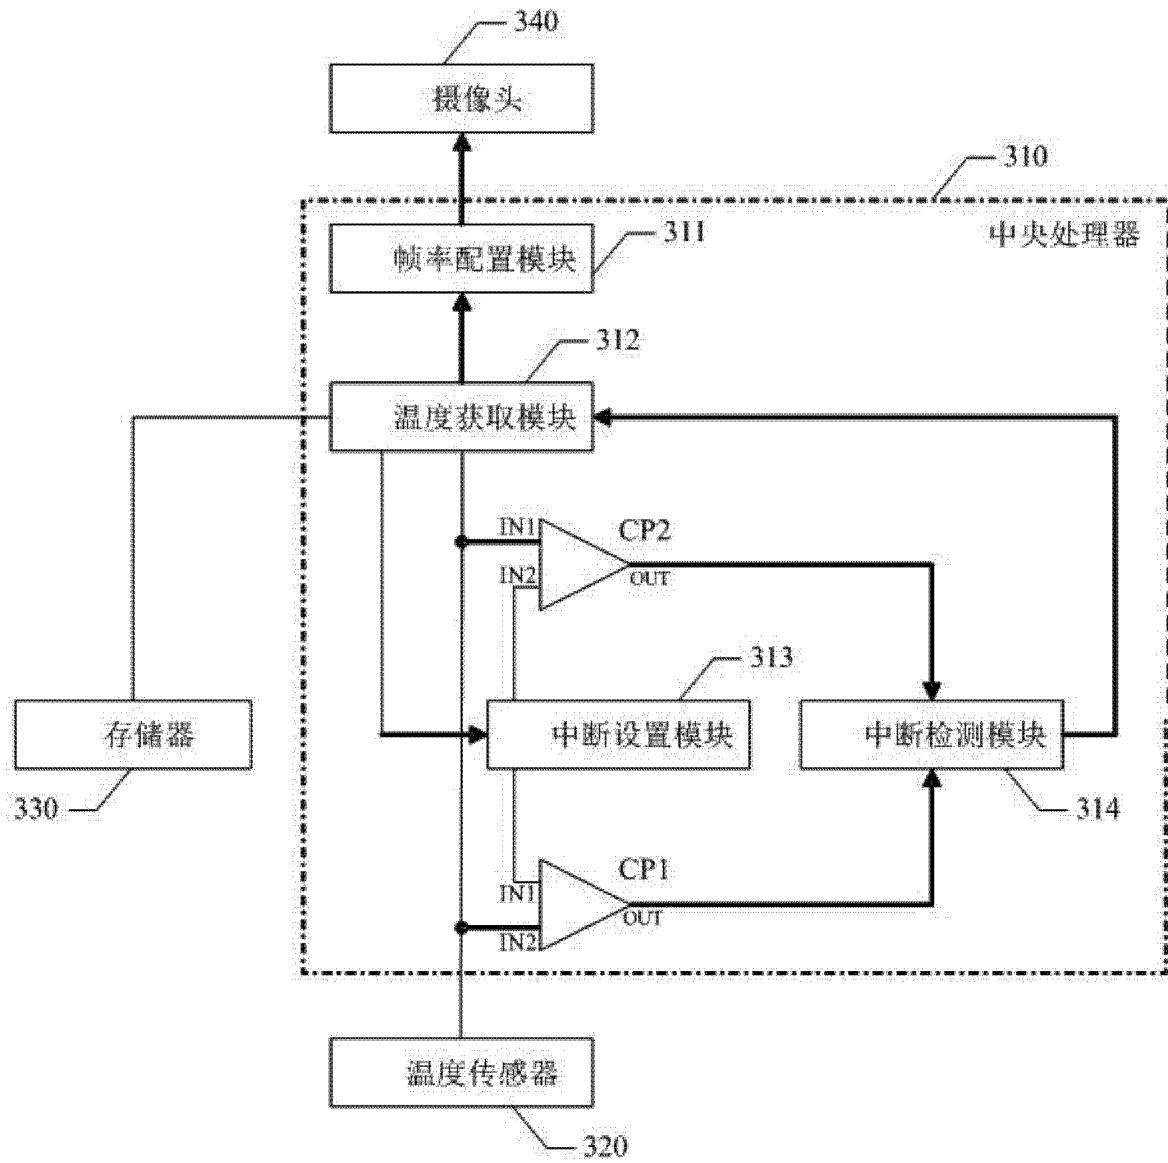 340
摄像头
310
中央处理器
311
帧率配置模块
312
温度获取模块
IN1
CP2
IN2
OUT
313
存储器
中断设置模块
中断检测模块
330
314
CP1
IN1
OUT
IN2
温度传感器
320